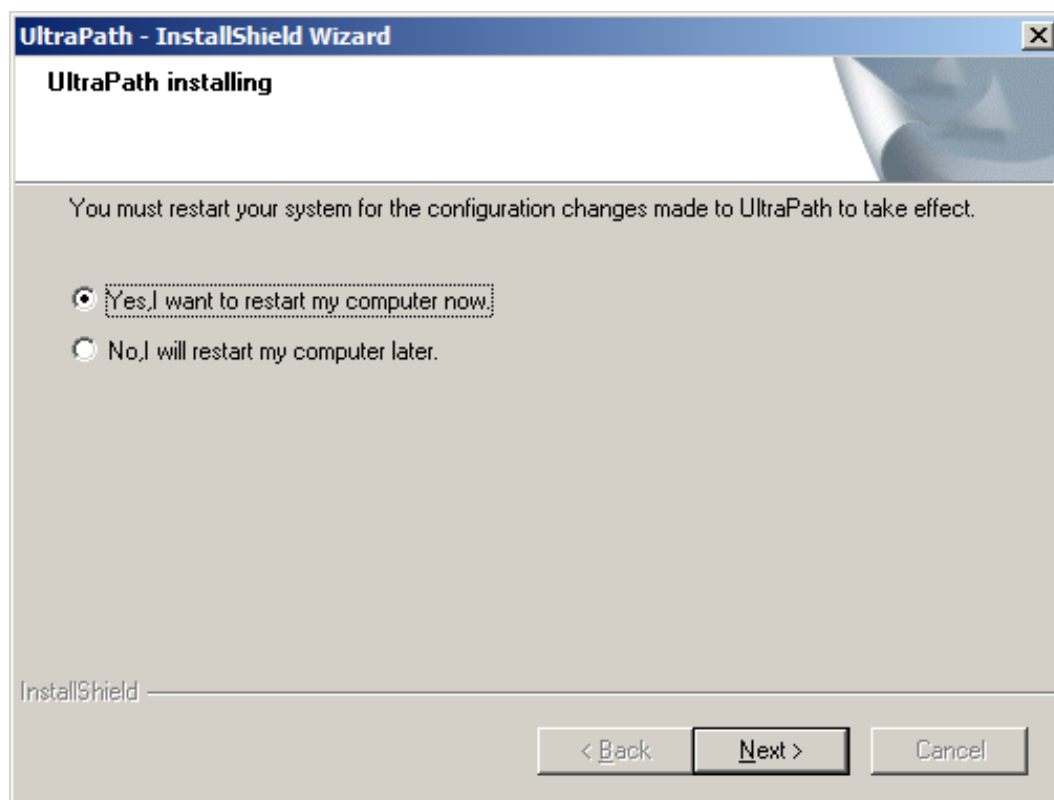 UltraPath - InstallShield Wizard
UltraPath installing
You must restart your system for the configuration changes made to UltraPath to take effect.
Yes,I want to restart my computer now.
No,I will restart my computer later.
InstallShield
< Back
Next >
Cancel